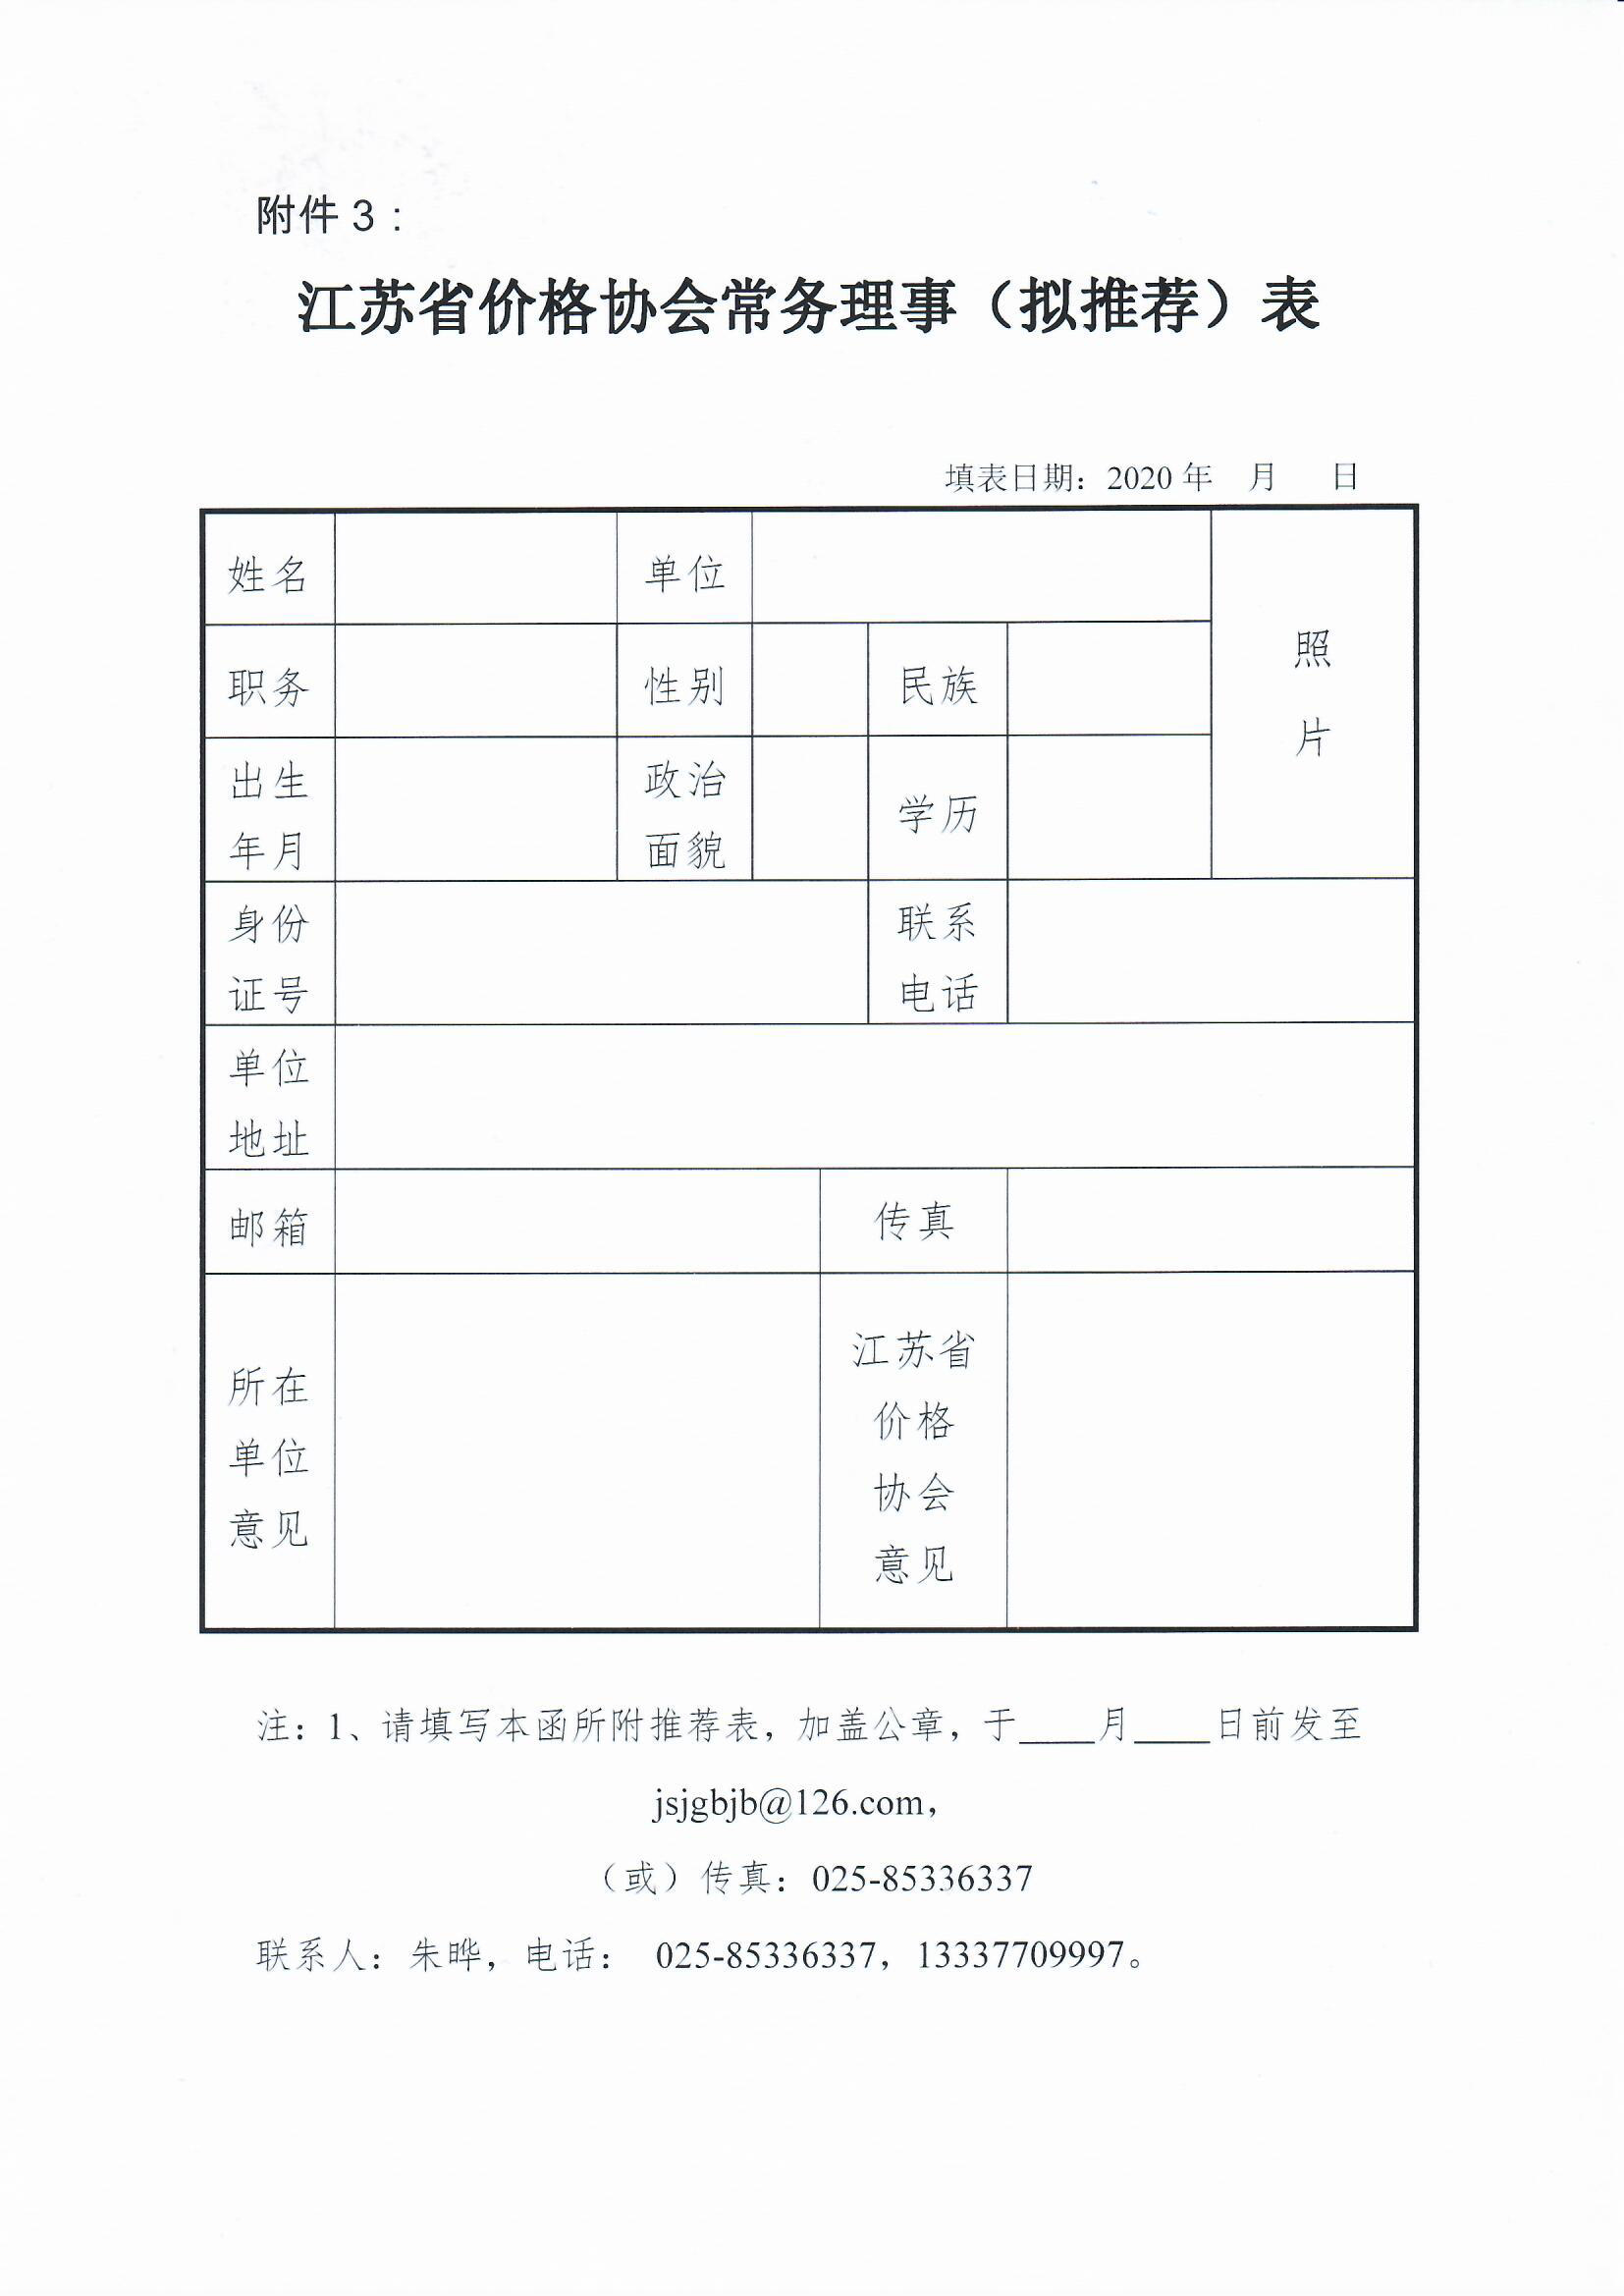 附件 3：
江苏省价格协会常务理事（拟推荐）表
填表日期：2020 年 月 日
姓名 单位
照
片
职务 性别 民族
出生
年月
政治
面貌
学历
身份
证号
联系
电话
单位
地址
邮箱 传真
所在
单位
意见
江苏省
价格
协会
意见
注：1、请填写本函所附推荐表，加盖公章，于____月____日前发至
jsjgbjb@126.com，
（或）传真：025-85336337
联系人：朱晔，电话： 025-85336337，13337709997。